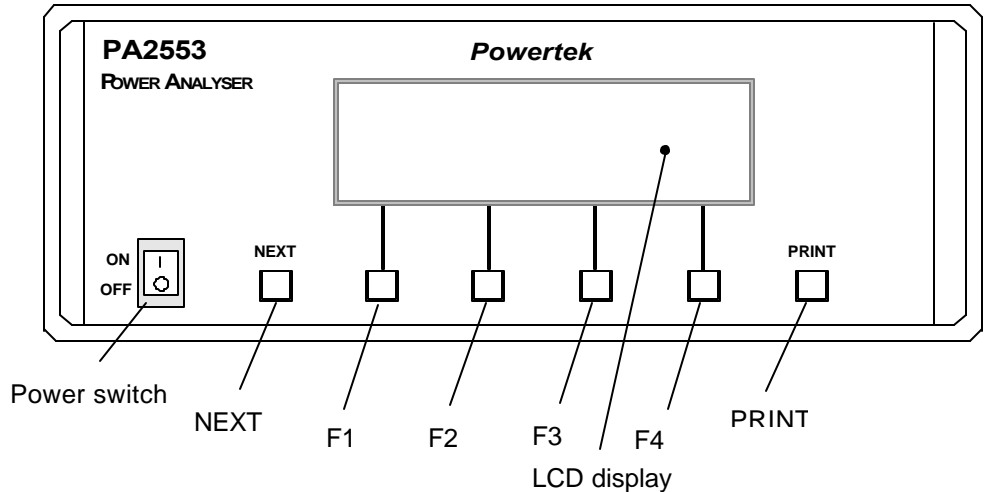 PA2553
Powertek
POWER ANALYSER
ON
OFF
NEXT
PRINT
Power switch
NEXT
F1
F2
F3
F4
PRINT
LCD display